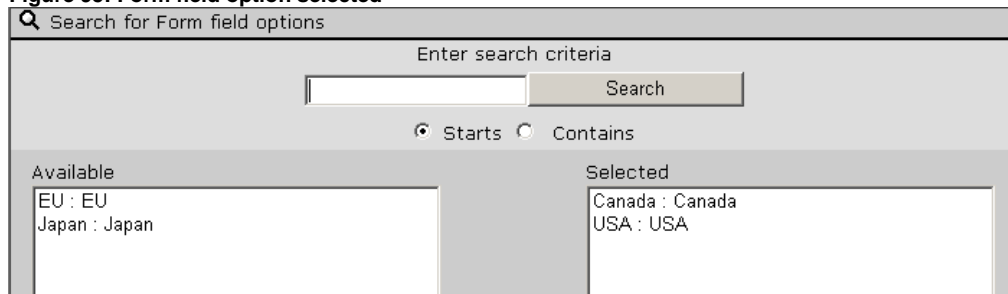 Search for Form field options
Enter search criteria
Search
Starts Contains
Available
EU : EU
Japan : Japan
Selected
Canada : Canada
USA : USA